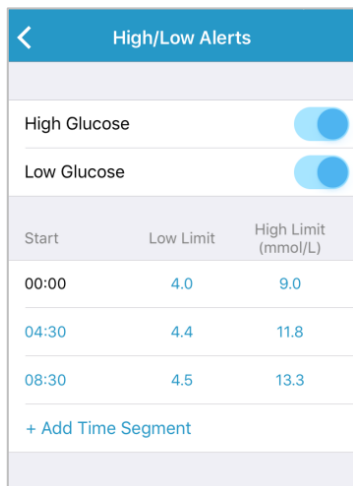 High/Low Alerts
High Glucose
Low Glucose
Start Low Limit High Limit
(mmol/L)
00:00 4.0 9.0
04:30 4.4 11.8
08:30 4.5 13.3
+ Add Time Segment